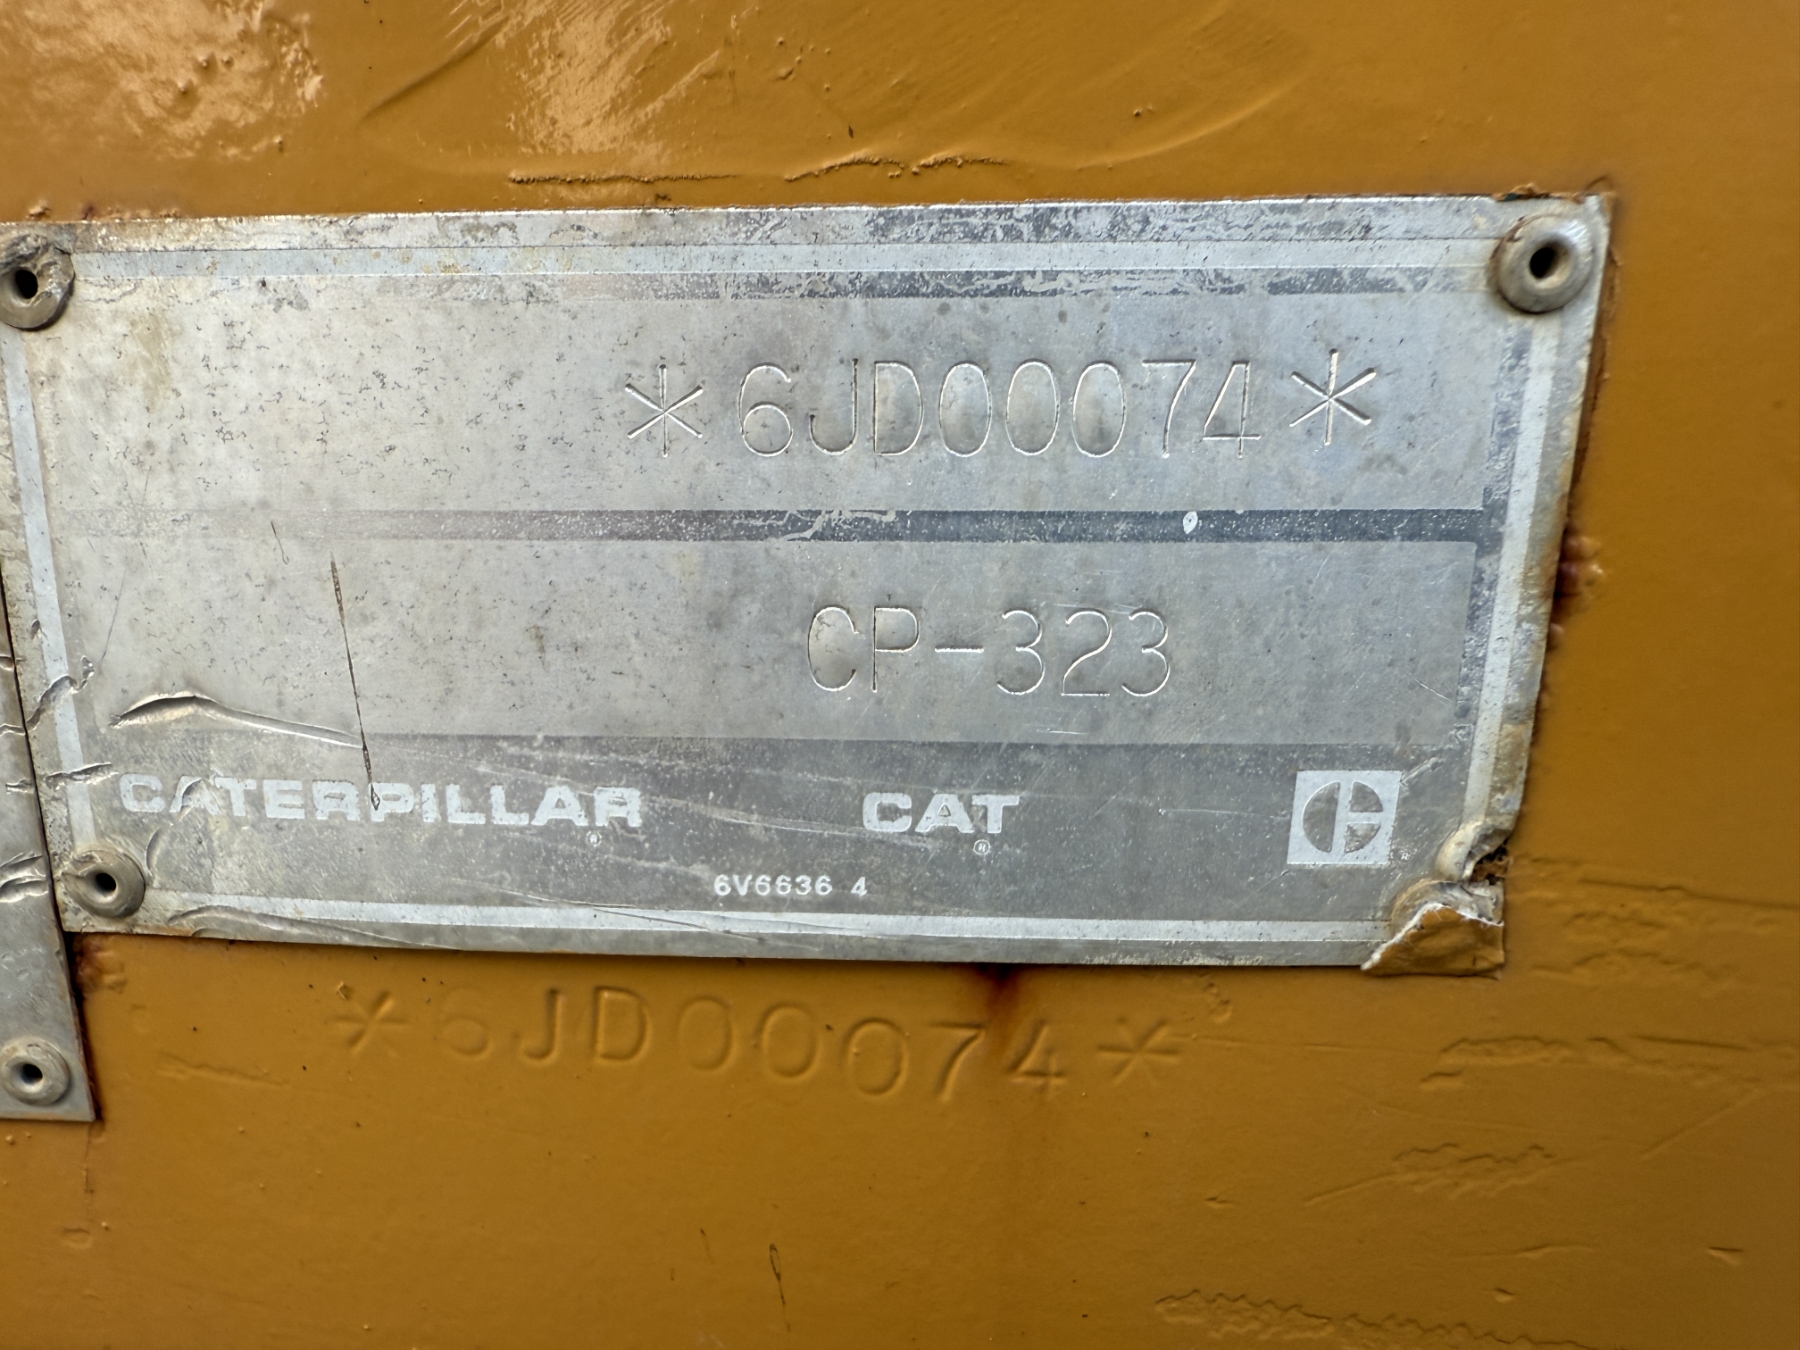 *6JD00074*
CP-323
CATERPILLAR® CAT®
6V6636 4
*6JD00074*